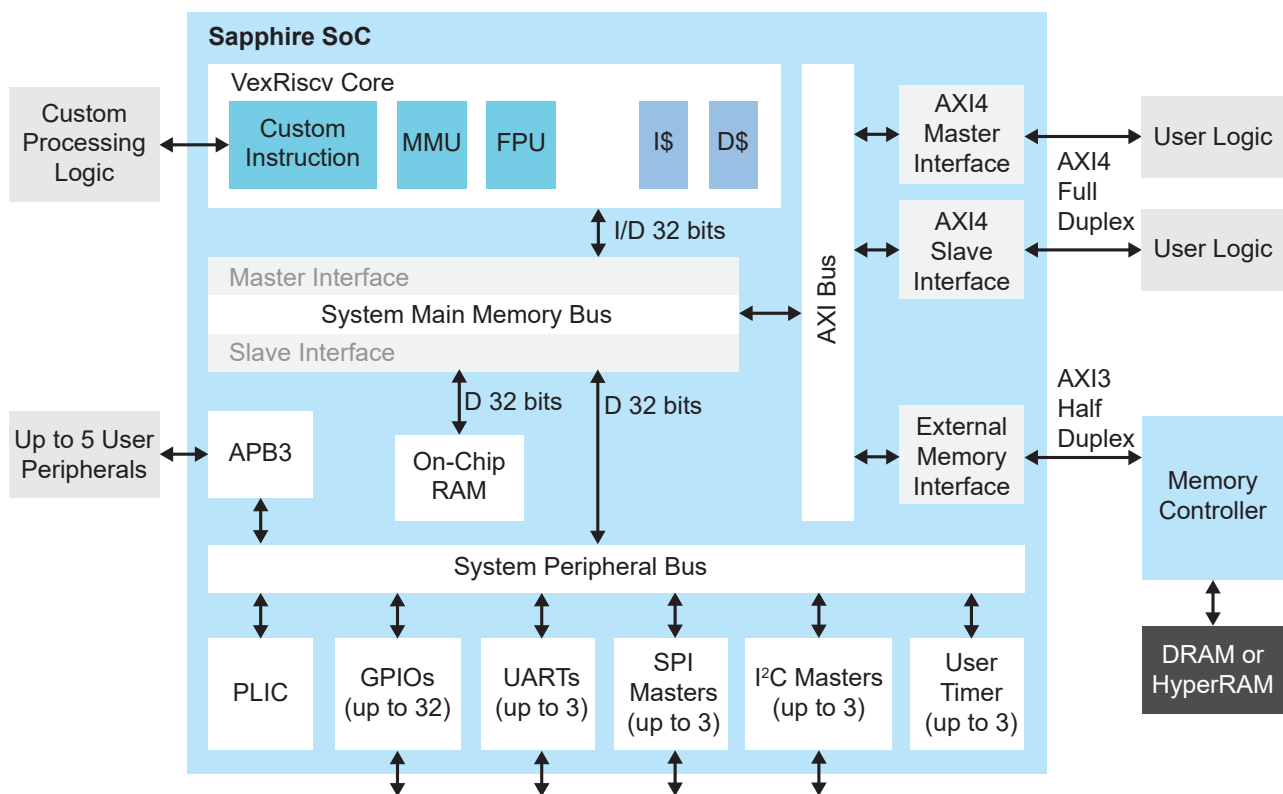 Sapphire SoC
VexRiscv Core
Custom
Processing
Logic
Custom
Instruction
MMU
FPU
I$
D$
I/D 32 bits
Master Interface
System Main Memory Bus
Slave Interface
AXI Bus
AXI4
Master
Interface
AXI4
Slave
Interface
AXI4
Full
Duplex
User Logic
User Logic
D 32 bits
D 32 bits
Up to 5 User
Peripherals
APB3
On-Chip
RAM
External
Memory
Interface
AXI3
Half
Duplex
Memory
Controller
System Peripheral Bus
PLIC
GPIOs
(up to 32)
UARTs
(up to 3)
SPI
Masters
(up to 3)
I²C Masters
(up to 3)
User
Timer
(up to 3)
DRAM or
HyperRAM